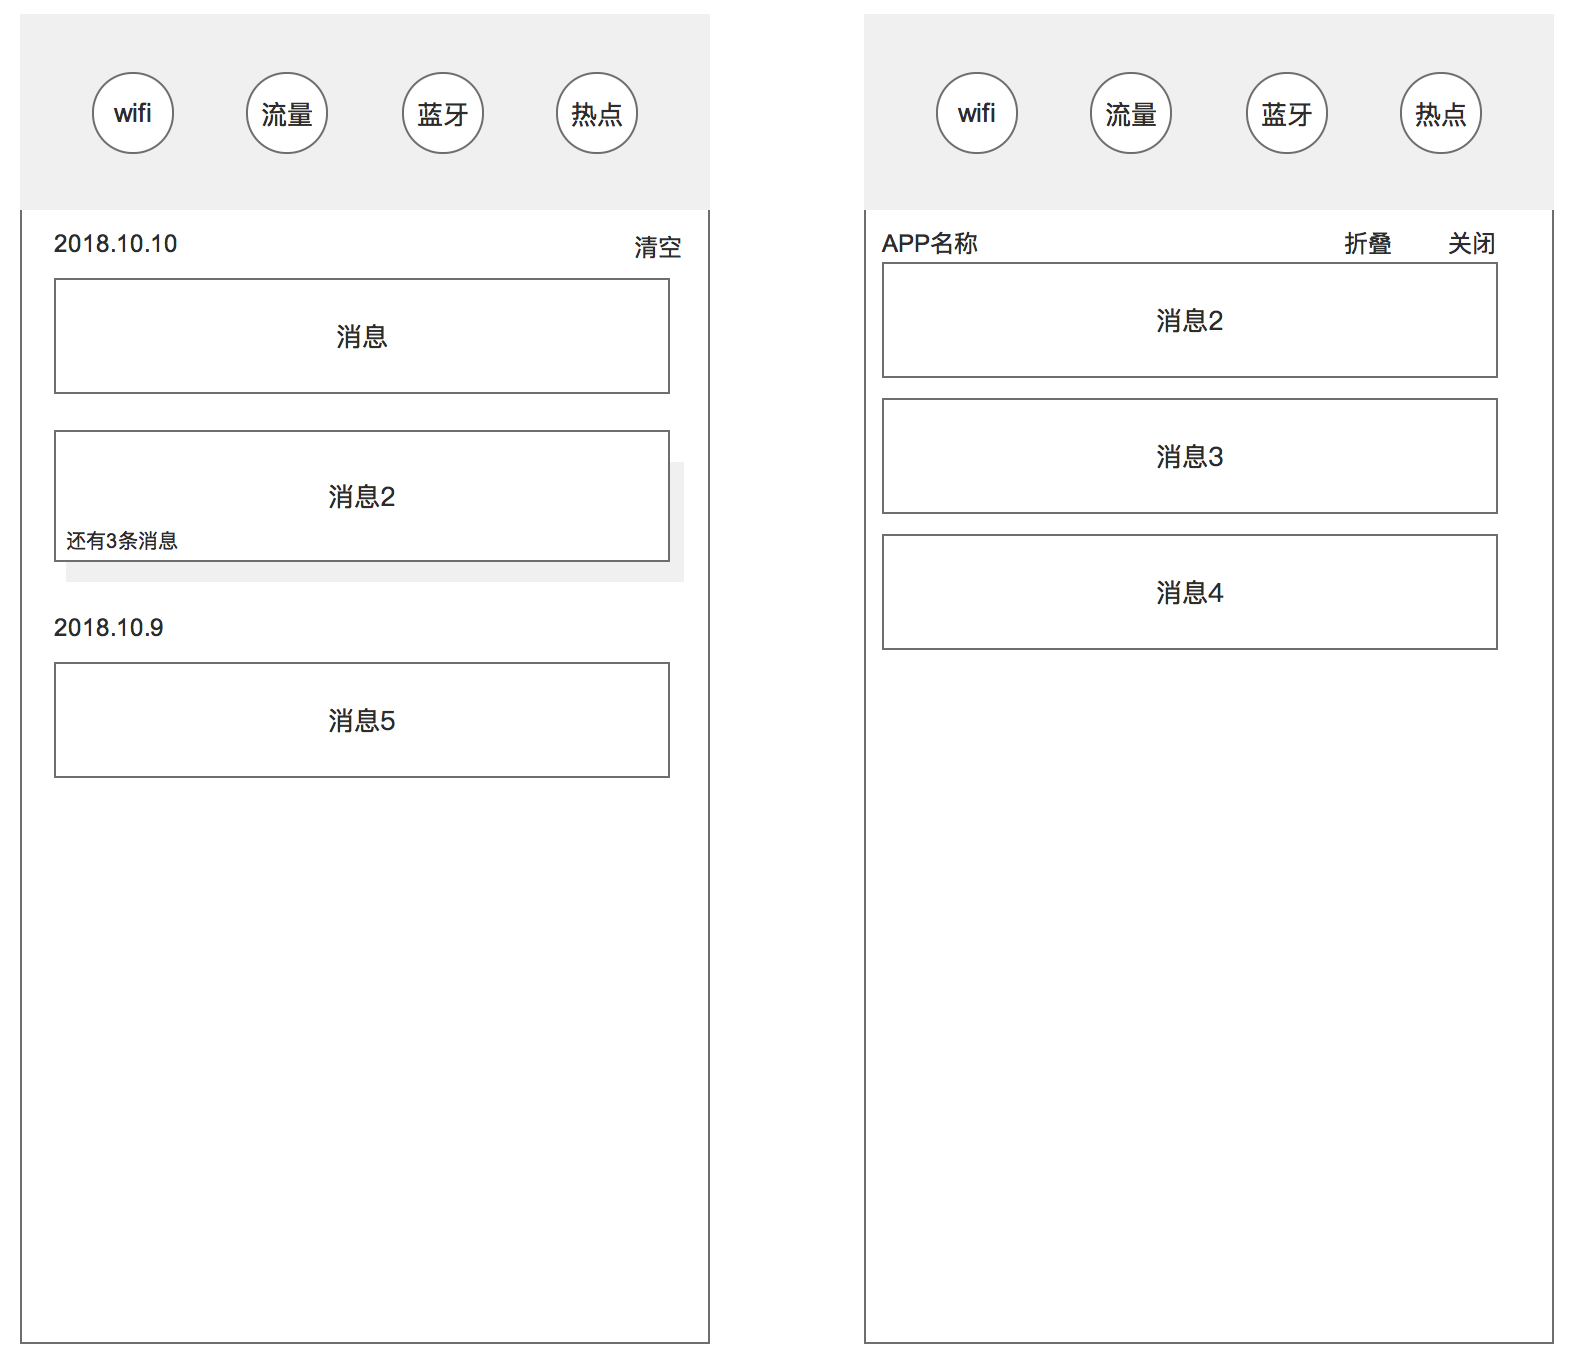 wifi
流量
蓝牙
热点
2018.10.10
清空
消息
消息2
还有3条消息
2018.10.9
消息5
wifi
流量
蓝牙
热点
APP名称
折叠
关闭
消息2
消息3
消息4